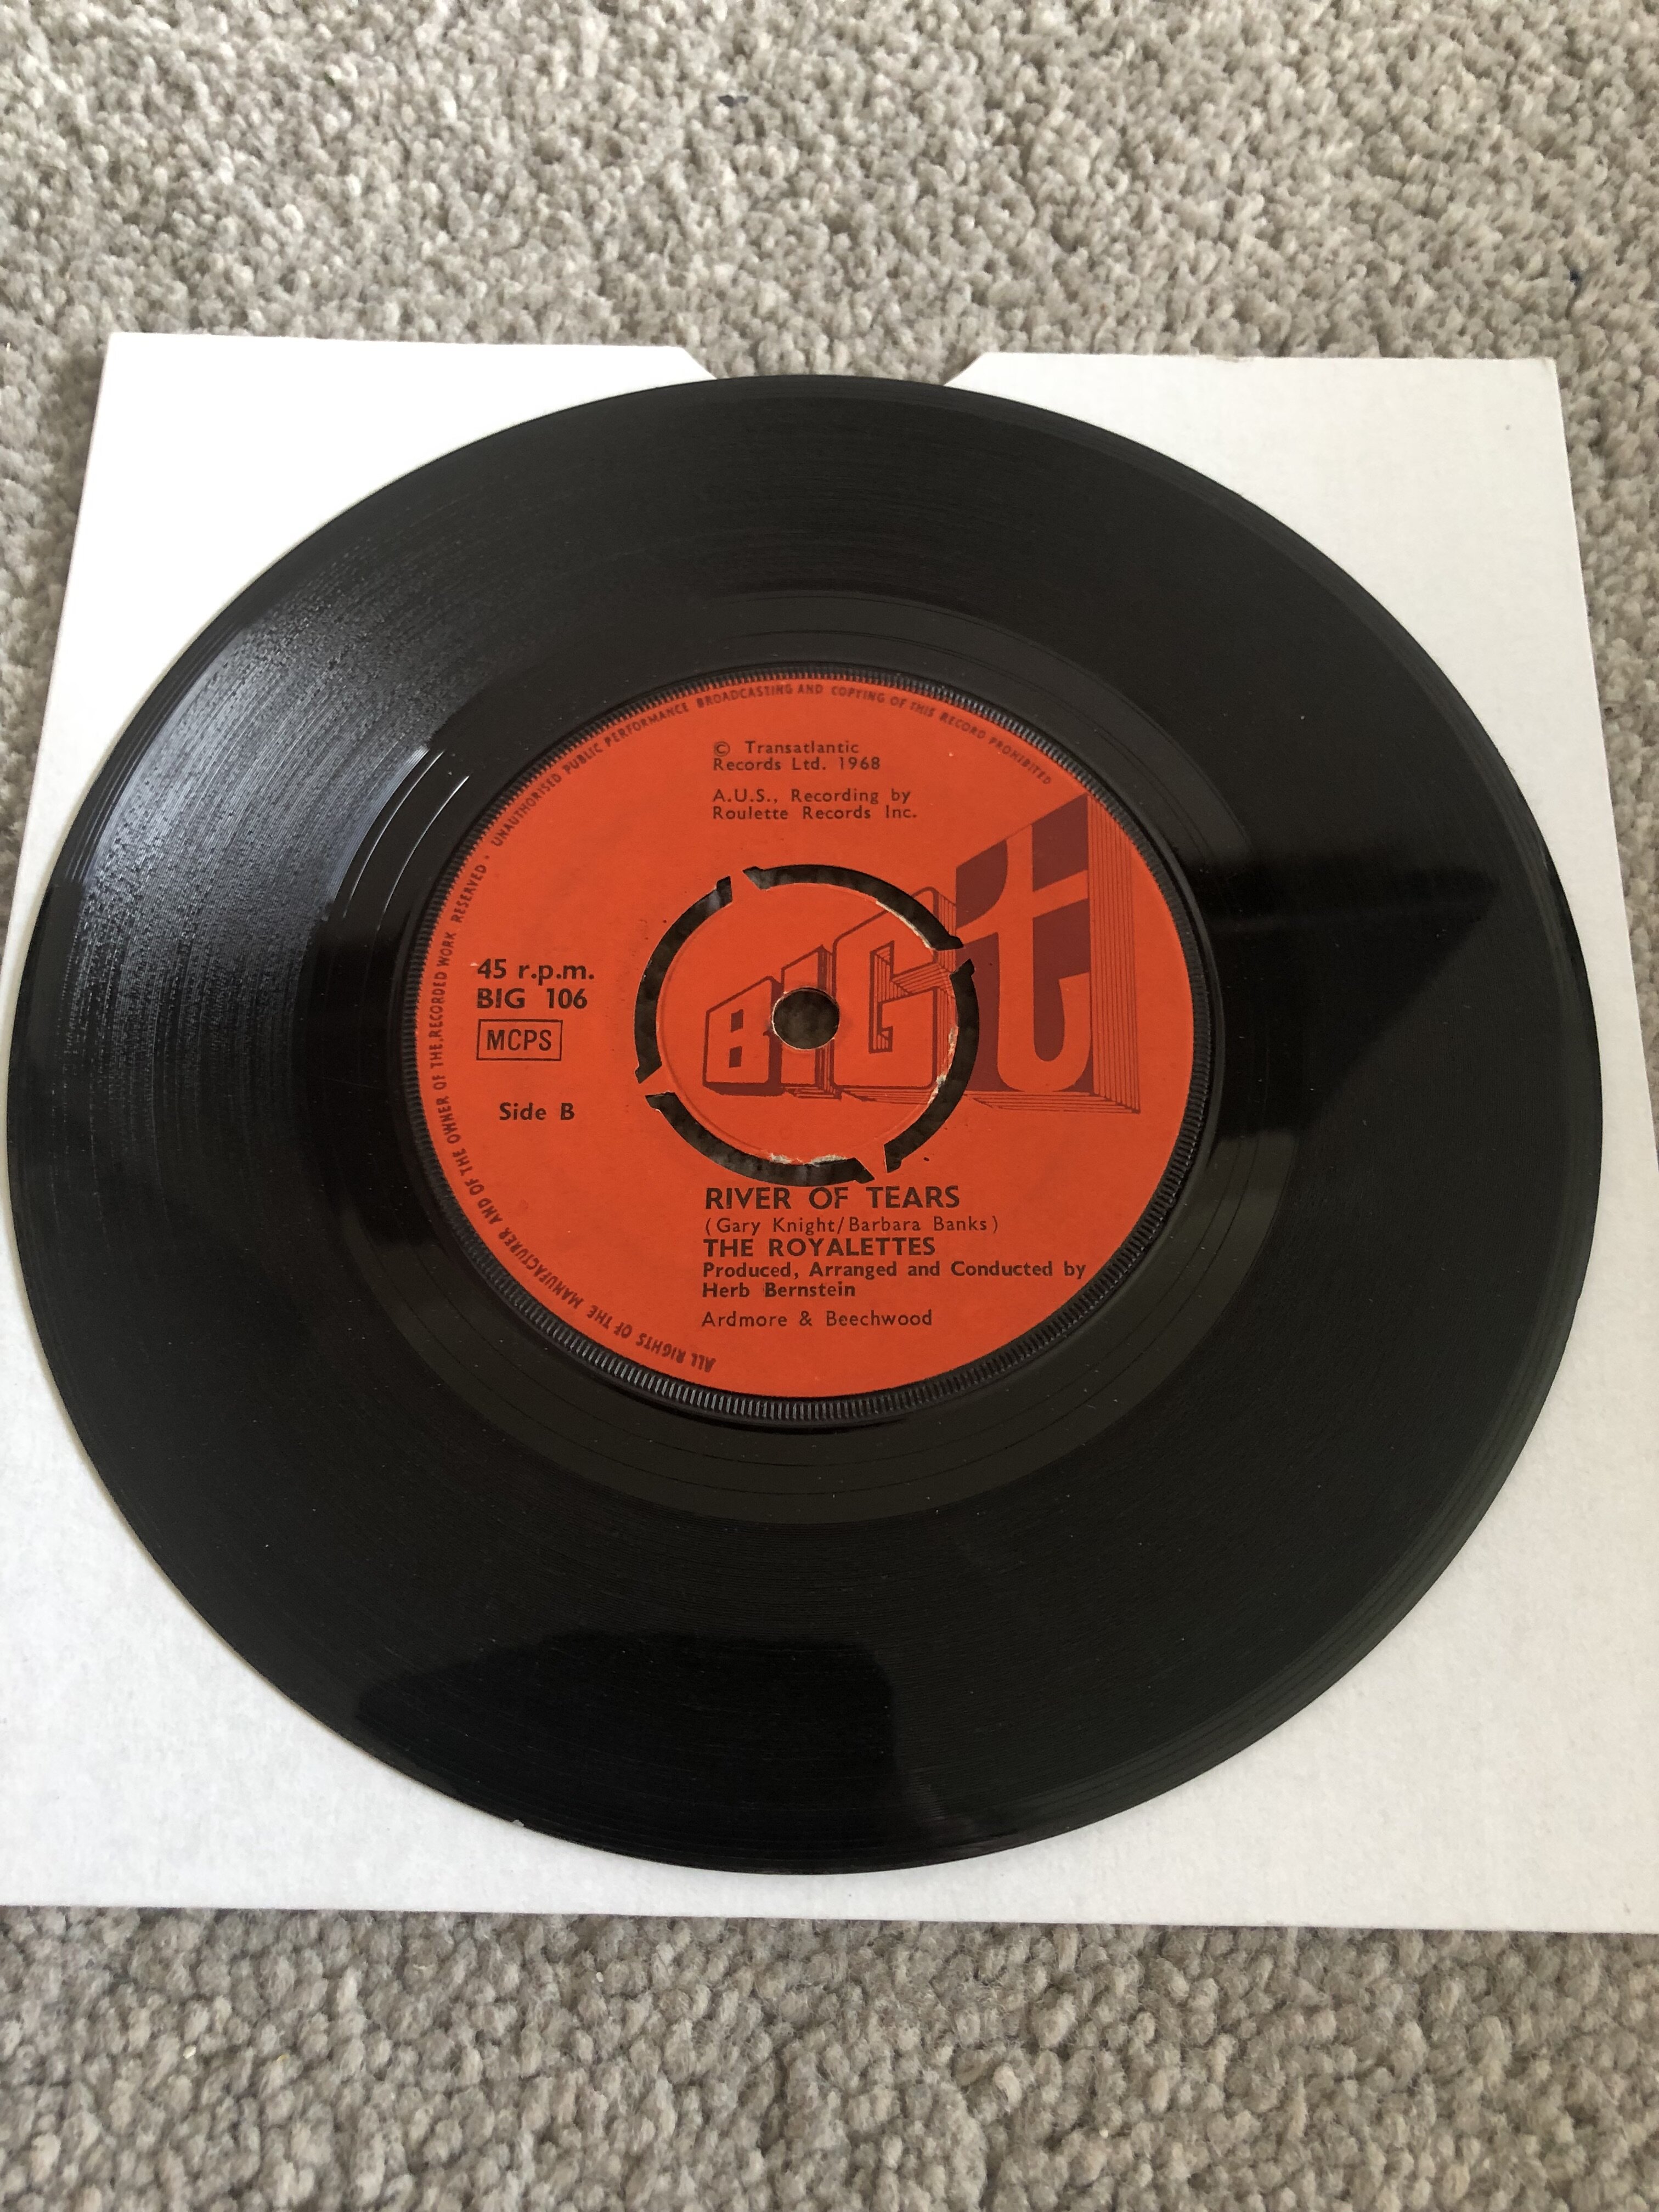 ALL RIGHTS OF THE MANUFACTURER AND OF THE OWNER OF THE RECORDED WORK RESERVED · UNAUTHORISED PUBLIC PERFORMANCE BROADCASTING AND COPYING OF THIS RECORD PROHIBITED
© Transatlantic
Records Ltd. 1968
A.U.S., Recording by
Roulette Records Inc.
BIG t
45 r.p.m.
BIG 106
MCPS
Side B
RIVER OF TEARS
(Gary Knight/Barbara Banks)
THE ROYALETTES
Produced, Arranged and Conducted by
Herb Bernstein
Ardmore & Beechwood